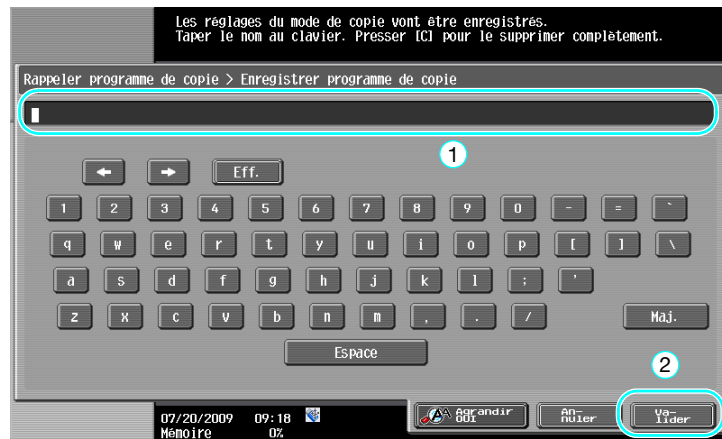 Les réglages du mode de copie vont être enregistrés.
Taper le nom au clavier. Presser [C] pour le supprimer complètement.
Rappeler programme de copie > Enregistrer programme de copie
1
← → Eff.
1 2 3 4 5 6 7 8 9 0 - = `
q w e r t y u i o p [ ] \
a s d f g h j k l ; '
z x c v b n m , . / Maj.
Espace
2
Agrandir
OUI
An-
nuler
Va-
lider
07/20/2009 09:18
Mémoire 0%